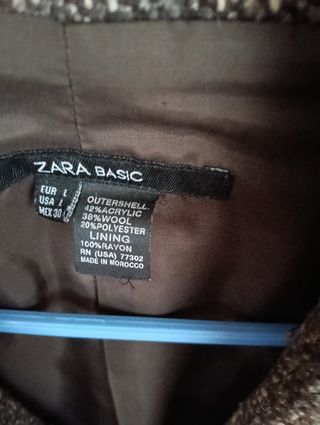 ZARA BASIC
EUR L
USA L
MEX 30
OUTERSHELL.
42%ACRYLIC
38%WOOL
20%POLYESTER
LINING
100%RAYON
RN (USA) 77302
MADE IN MOROCCO